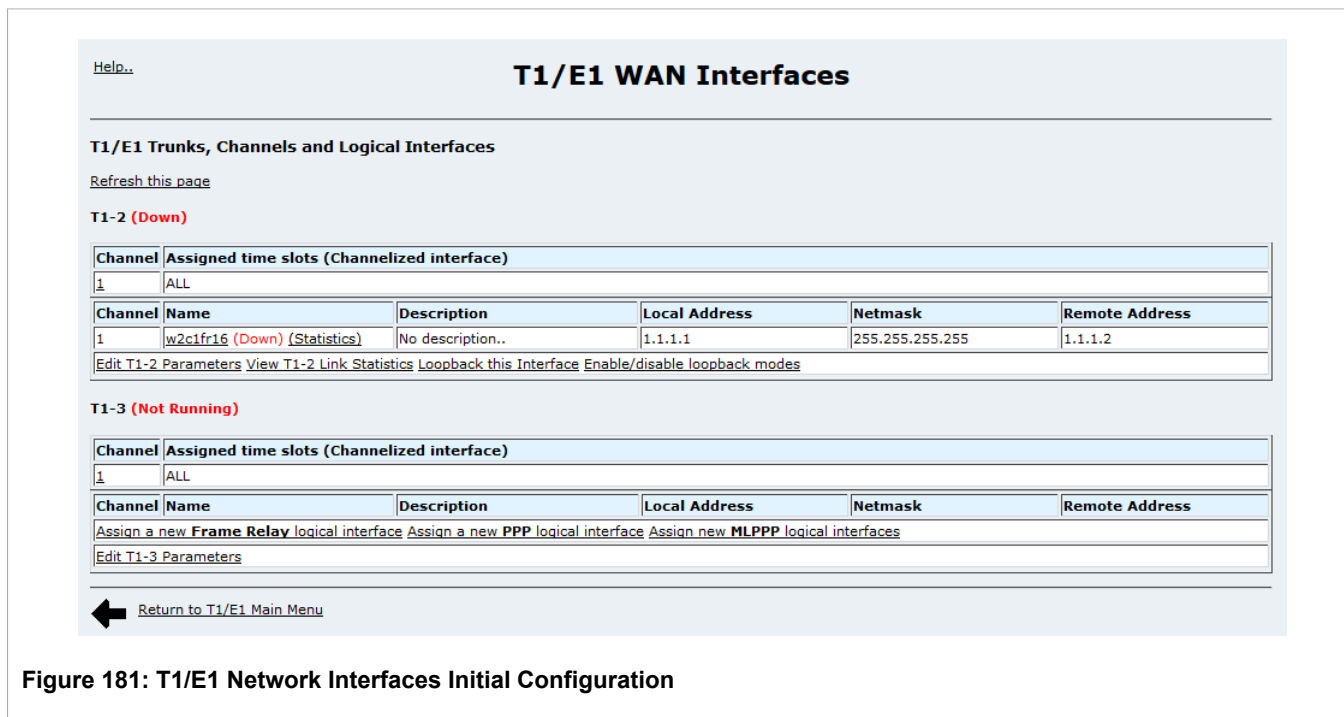 Help..
T1/E1 WAN Interfaces
T1/E1 Trunks, Channels and Logical Interfaces
Refresh this page
T1-2 (Down)
Channel Assigned time slots (Channelized interface)
1 ALL
Channel Name Description Local Address Netmask Remote Address
1 w2c1fr16 (Down) (Statistics) No description.. 1.1.1.1 255.255.255.255 1.1.1.2
Edit T1-2 Parameters View T1-2 Link Statistics Loopback this Interface Enable/disable loopback modes
T1-3 (Not Running)
Channel Assigned time slots (Channelized interface)
1 ALL
Channel Name Description Local Address Netmask Remote Address
Assign a new Frame Relay logical interface Assign a new PPP logical interface Assign new MLPPP logical interfaces
Edit T1-3 Parameters
Return to T1/E1 Main Menu
Figure 181: T1/E1 Network Interfaces Initial Configuration